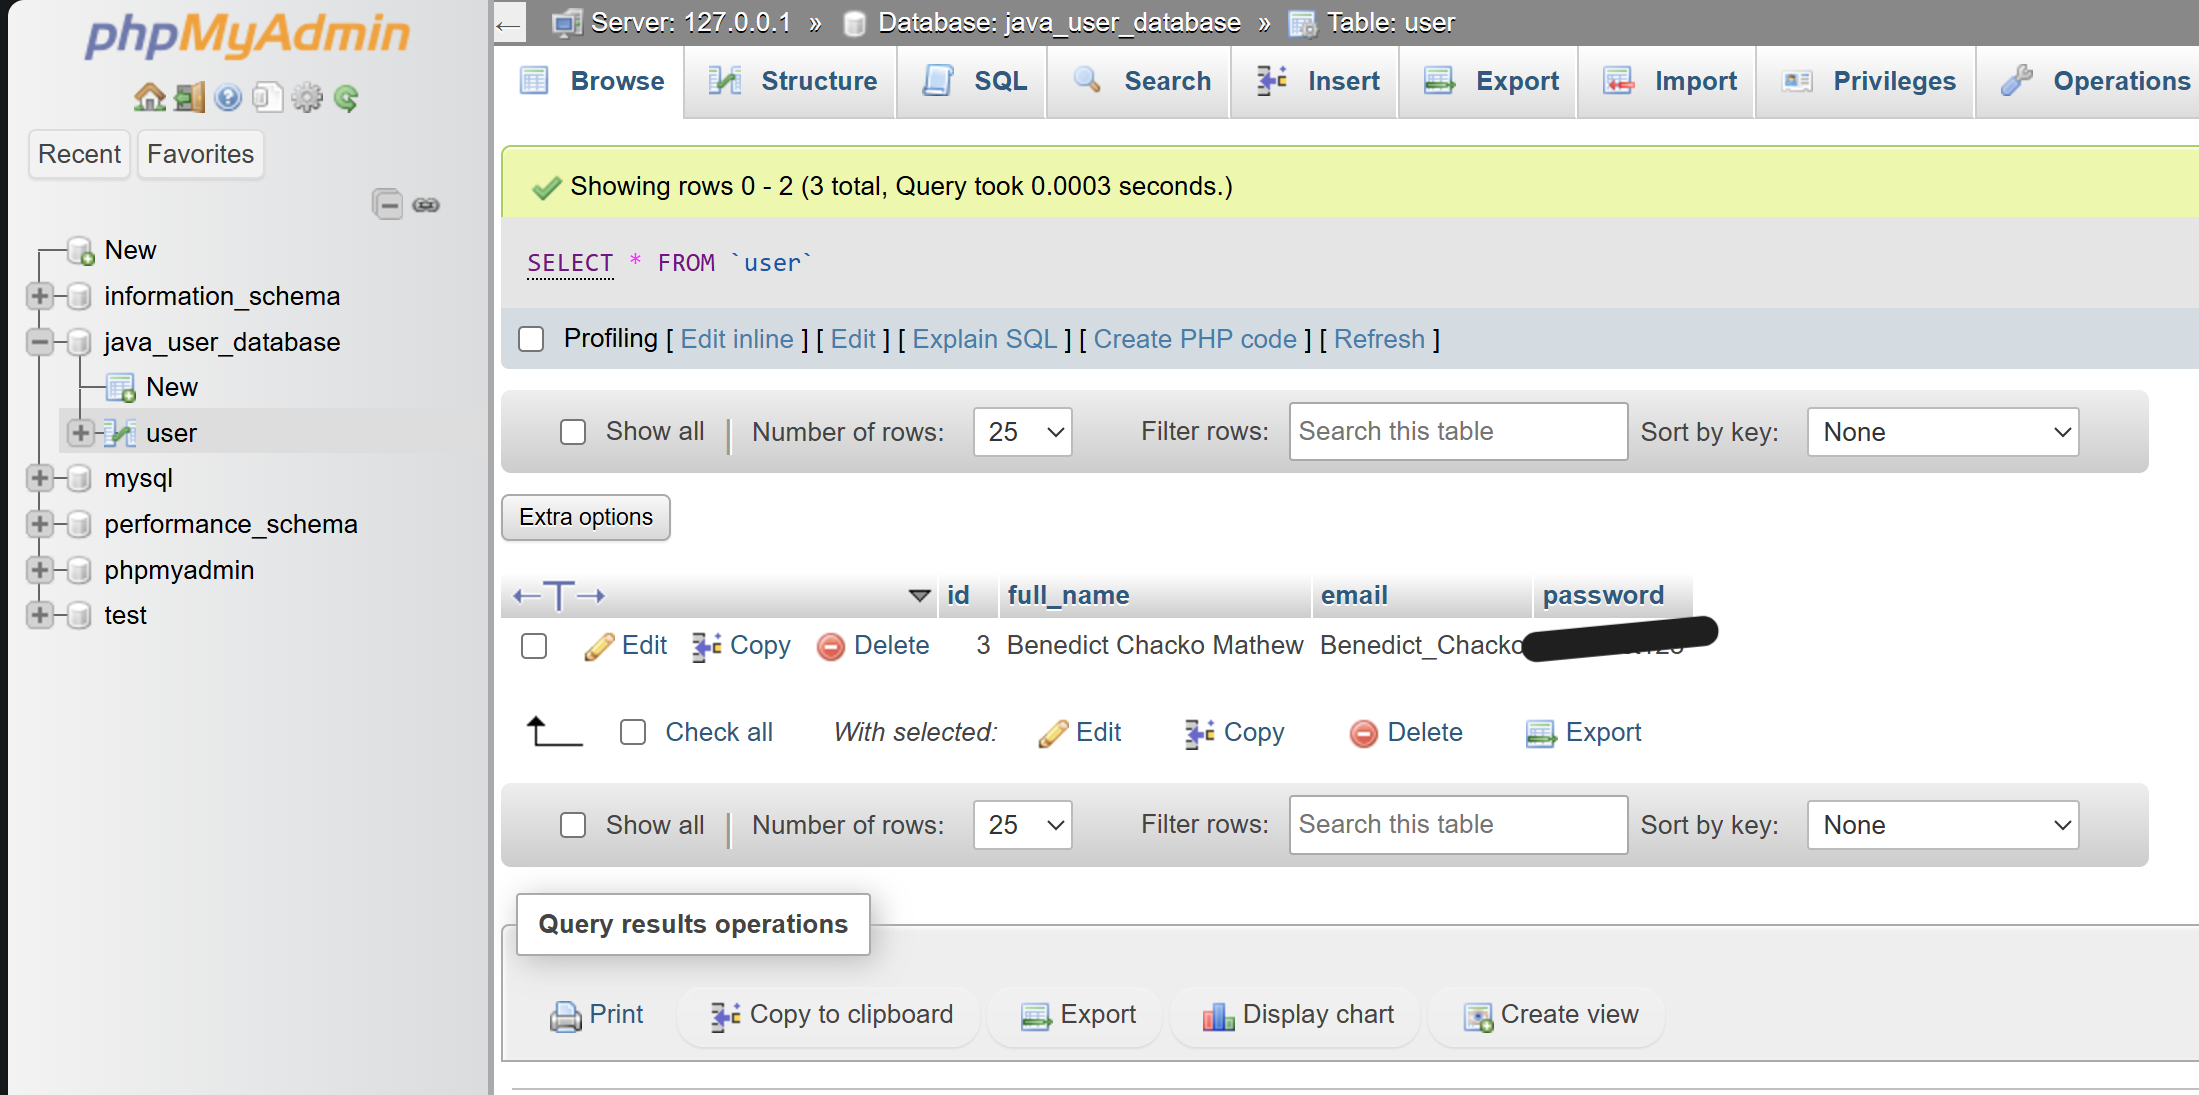 phpMyAdmin
Recent Favorites
New
information_schema
java_user_database
New
user
mysql
performance_schema
phpmyadmin
test
Server: 127.0.0.1 » Database: java_user_database » Table: user
Browse Structure SQL Search Insert Export Import Privileges Operations
Showing rows 0 - 2 (3 total, Query took 0.0003 seconds.)
SELECT * FROM `user`
Profiling [ Edit inline ] [ Edit ] [ Explain SQL ] [ Create PHP code ] [ Refresh ]
Show all | Number of rows: 25 Filter rows: Search this table Sort by key: None
Extra options
←T→ id full_name email password
Edit Copy Delete 3 Benedict Chacko Mathew Benedict_Chacko
Check all With selected: Edit Copy Delete Export
Show all | Number of rows: 25 Filter rows: Search this table Sort by key: None
Query results operations
Print Copy to clipboard Export Display chart Create view